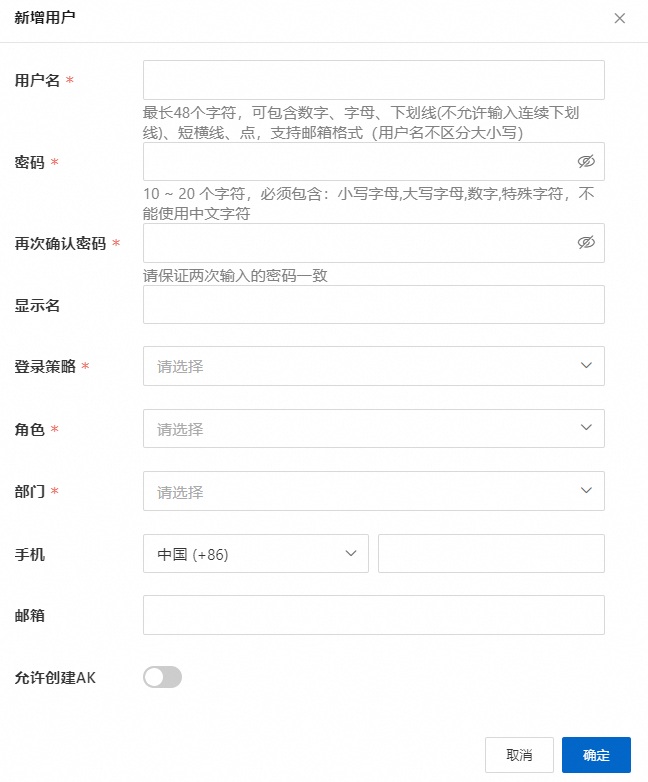 新增用户
用户名 *
最长48个字符，可包含数字、字母、下划线(不允许输入连续下划
线)、短横线、点，支持邮箱格式（用户名不区分大小写）
密码 *
10 ~ 20 个字符，必须包含：小写字母,大写字母,数字,特殊字符，不
能使用中文字符
再次确认密码 *
请保证两次输入的密码一致
显示名
登录策略 * 请选择
角色 * 请选择
部门 * 请选择
手机 中国 (+86)
邮箱
允许创建AK
取消 确定